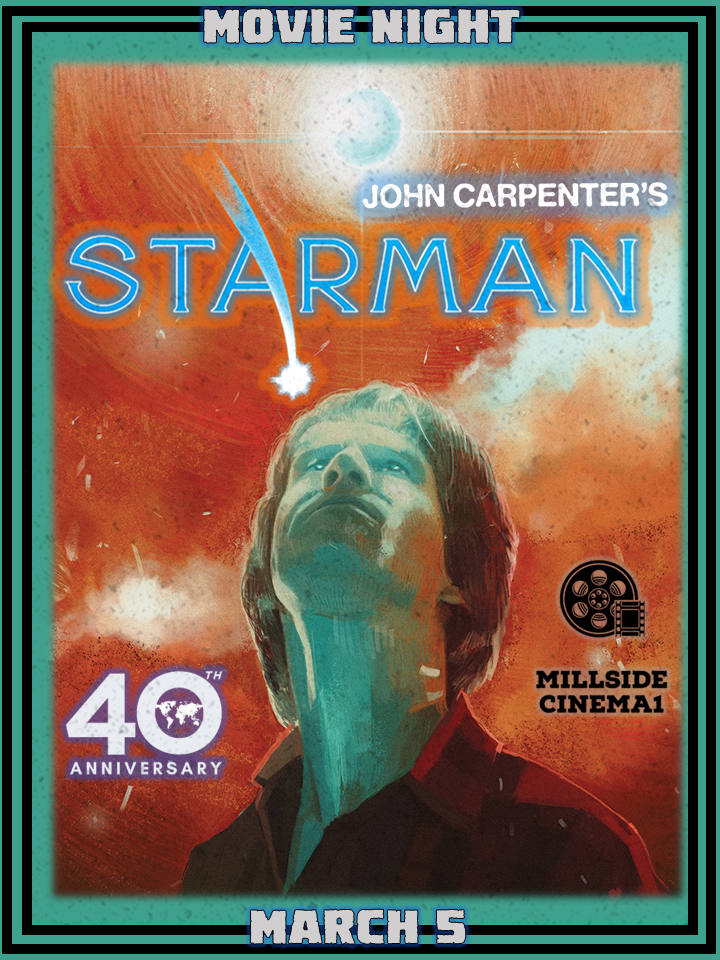 MOVIE NIGHT
JOHN CARPENTER'S
STARMAN
MILLSIDE
CINEMA1
40TH
ANNIVERSARY
MARCH 5